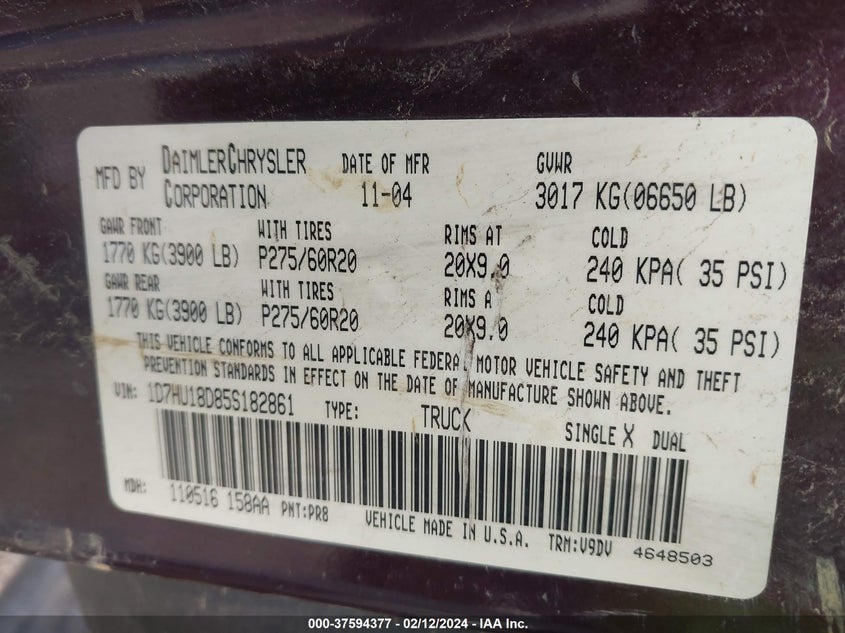 MFD BY DAIMLERCHRYSLER CORPORATION DATE OF MFR 11-04 GVWR 3017 KG(06650 LB)
GAWR FRONT WITH TIRES RIMS AT COLD
1770 KG(3900 LB) P275/60R20 20X9.0 240 KPA( 35 PSI)
GAWR REAR WITH TIRES RIMS A COLD
1770 KG(3900 LB) P275/60R20 20X9.0 240 KPA( 35 PSI)
THIS VEHICLE CONFORMS TO ALL APPLICABLE FEDERA MOTOR VEHICLE SAFETY AND THEFT
PREVENTION STANDARDS IN EFFECT ON THE DATE OF MANUFACTURE SHOWN ABOVE.
VIN: 1D7HU18D85S182861 TYPE: TRUCK SINGLE X DUAL
MDH: 110516 158AA PNT:PR8 VEHICLE MADE IN U.S.A. TRM:V9DV 4648503
000-37594377 - 02/12/2024 - IAA Inc.